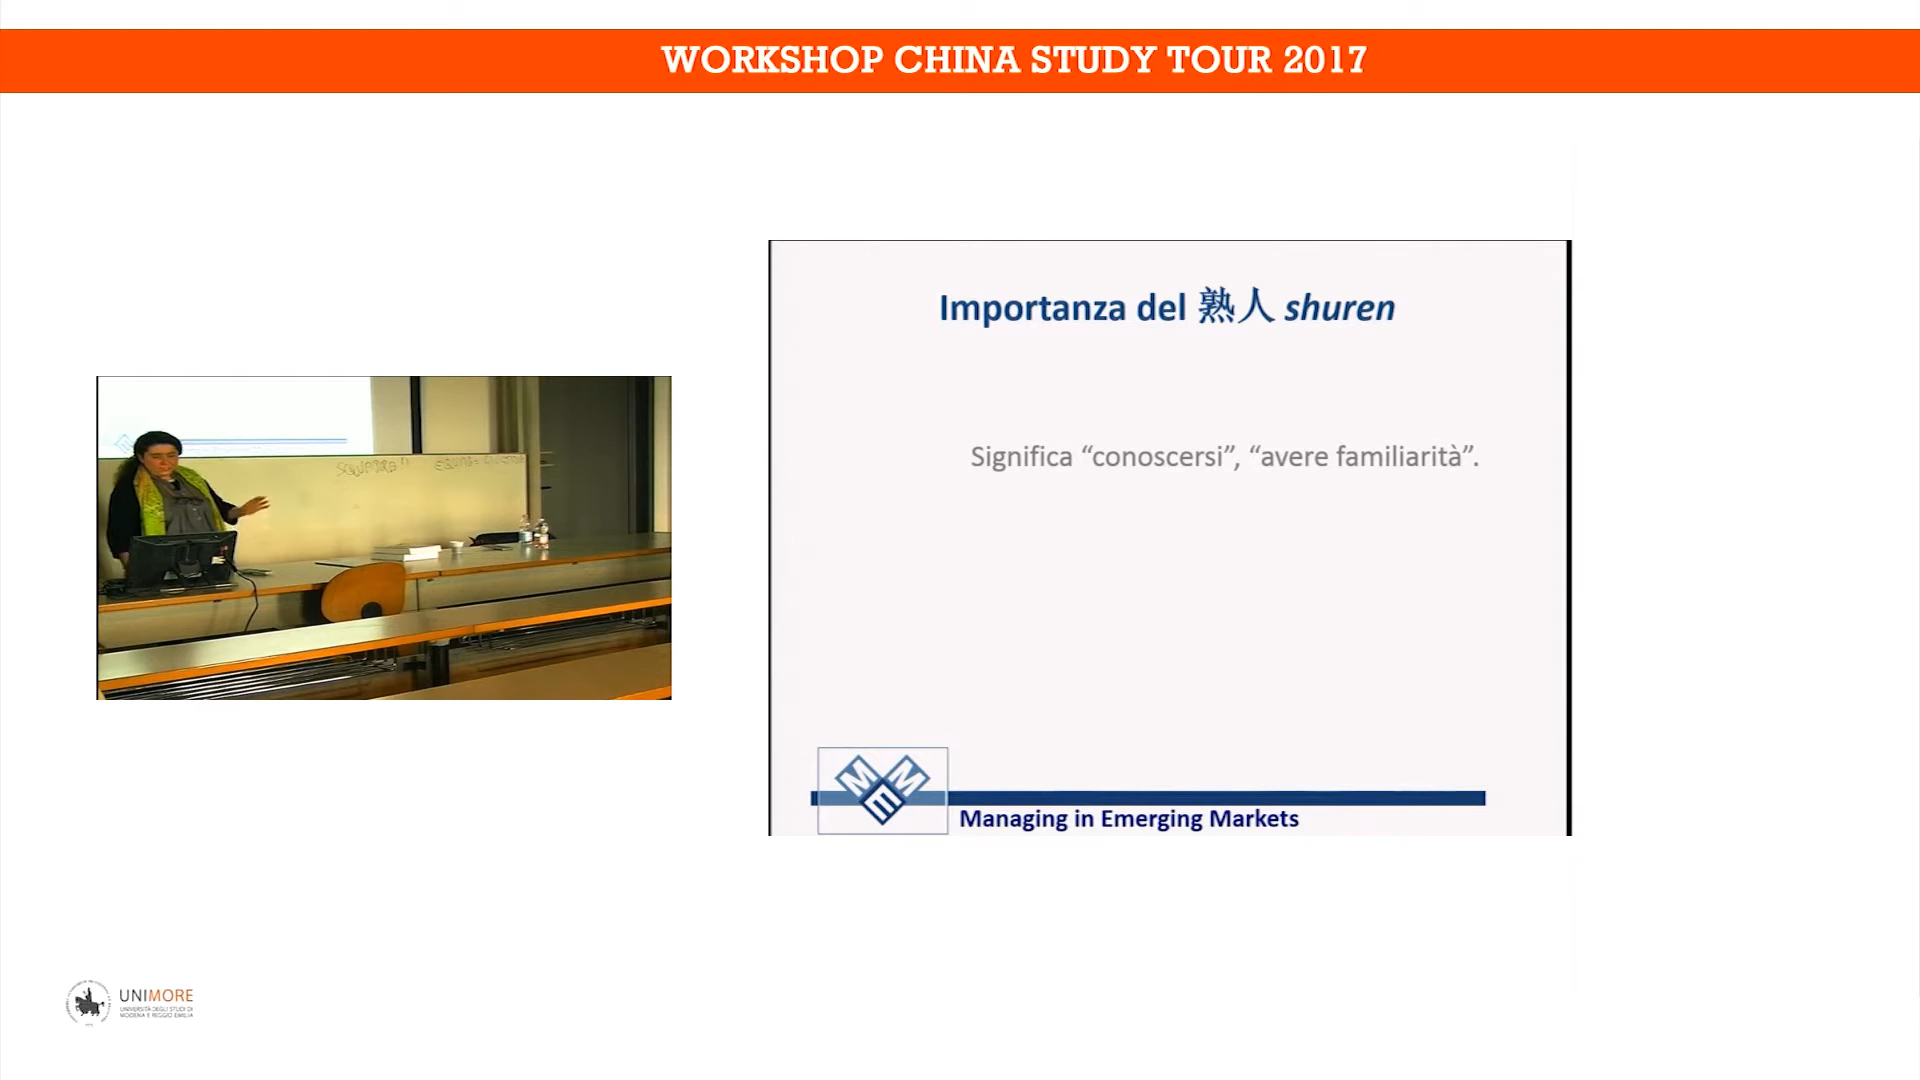 WORKSHOP CHINA STUDY TOUR 2017
Importanza del 熟人 shuren
Significa “conoscersi”, “avere familiarità”.
MEM
Managing in Emerging Markets
UNIMORE
UNIVERSITÀ DEGLI STUDI DI
MODENA E REGGIO EMILIA